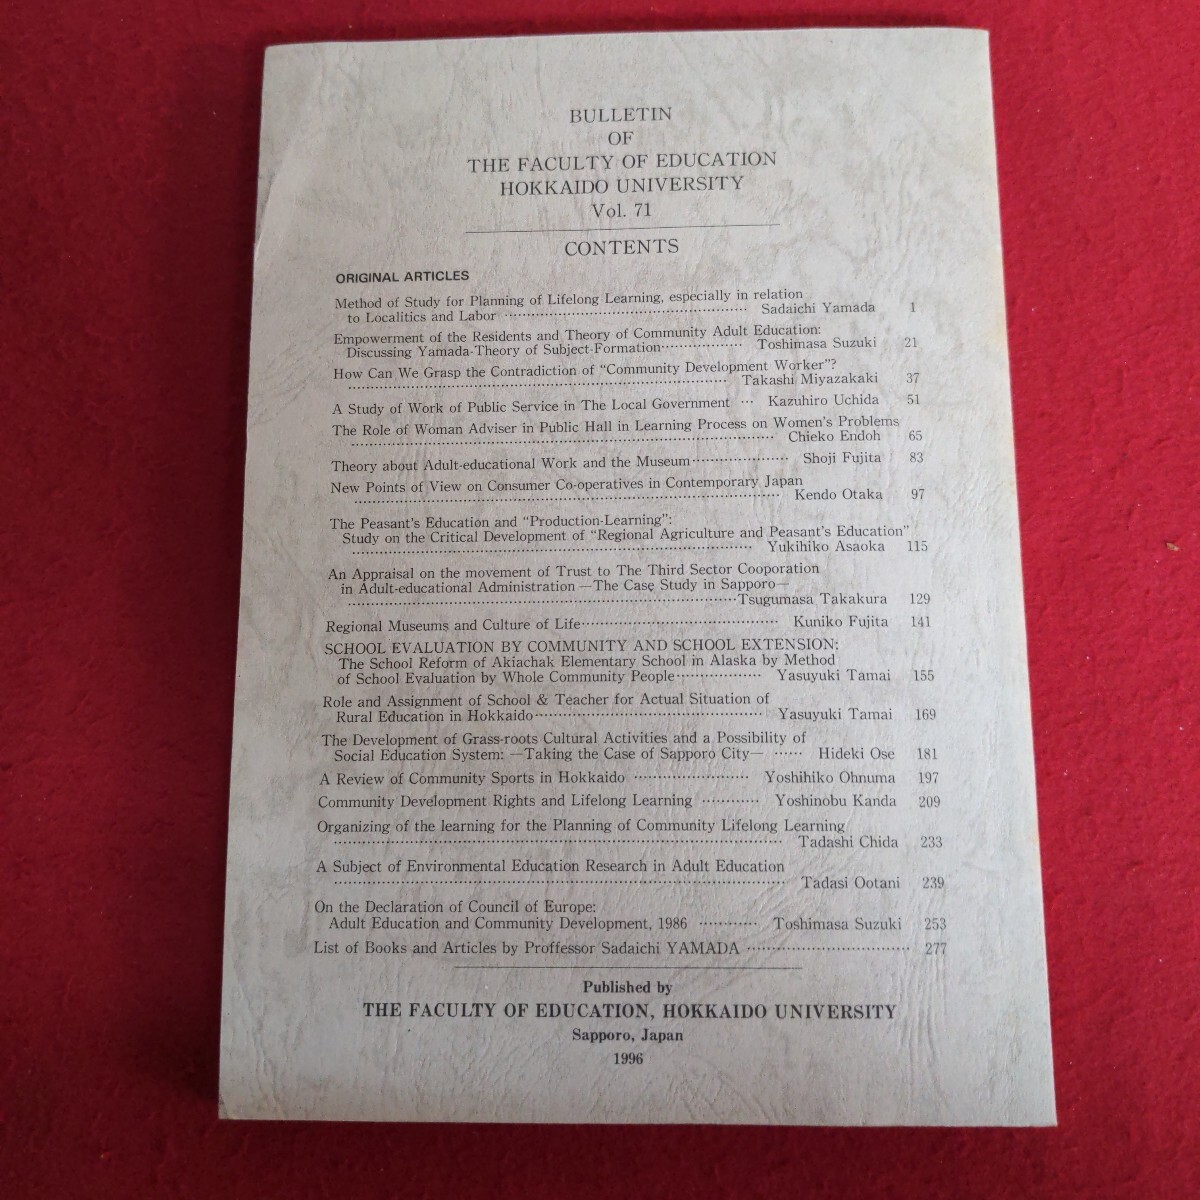 BULLETIN
OF
THE FACULTY OF EDUCATION
HOKKAIDO UNIVERSITY
Vol. 71
CONTENTS
ORIGINAL ARTICLES
Method of Study for Planning of Lifelong Learning, especially in relation
to Localitics and Labor ······ Sadaichi Yamada 1
Empowerment of the Residents and Theory of Community Adult Education:
Discussing Yamada-Theory of Subject-Formation ······ Toshimasa Suzuki 21
How Can We Grasp the Contradiction of “Community Development Worker”?
······ Takashi Miyazakaki 37
A Study of Work of Public Service in The Local Government ··· Kazuhiro Uchida 51
The Role of Woman Adviser in Public Hall in Learning Process on Women's Problems
······ Chieko Endoh 65
Theory about Adult-educational Work and the Museum ······ Shoji Fujita 83
New Points of View on Consumer Co-operatives in Contemporary Japan
······ Kendo Otaka 97
The Peasant's Education and “Production-Learning”:
Study on the Critical Development of “Regional Agriculture and Peasant's Education”
······ Yukihiko Asaoka 115
An Appraisal on the movement of Trust to The Third Sector Cooporation
in Adult-educational Administration —The Case Study in Sapporo—
······ Tsugumasa Takakura 129
Regional Museums and Culture of Life ······ Kuniko Fujita 141
SCHOOL EVALUATION BY COMMUNITY AND SCHOOL EXTENSION:
The School Reform of Akiachak Elementary School in Alaska by Method
of School Evaluation by Whole Community People ······ Yasuyuki Tamai 155
Role and Assignment of School & Teacher for Actual Situation of
Rural Education in Hokkaido ······ Yasuyuki Tamai 169
The Development of Grass-roots Cultural Activities and a Possibility of
Social Education System: —Taking the Case of Sapporo City— ······ Hideki Ose 181
A Review of Community Sports in Hokkaido ······ Yoshihiko Ohnuma 197
Community Development Rights and Lifelong Learning ······ Yoshinobu Kanda 209
Organizing of the learning for the Planning of Community Lifelong Learning
······ Tadashi Chida 233
A Subject of Environmental Education Research in Adult Education
······ Tadasi Ootani 239
On the Declaration of Council of Europe:
Adult Education and Community Development, 1986 ······ Toshimasa Suzuki 253
List of Books and Articles by Proffessor Sadaichi YAMADA ······ 277
Published by
THE FACULTY OF EDUCATION, HOKKAIDO UNIVERSITY
Sapporo, Japan
1996